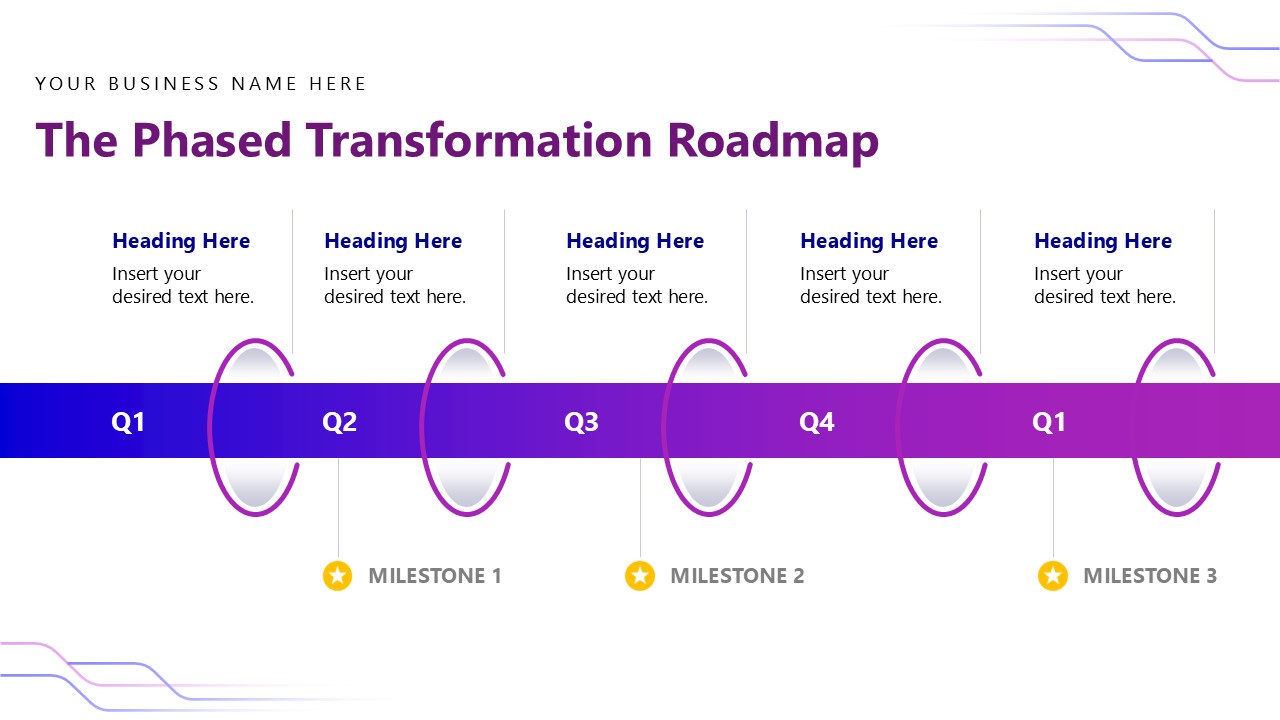 YOUR BUSINESS NAME HERE
The Phased Transformation Roadmap
Heading Here
Insert your
desired text here.
Heading Here
Insert your
desired text here.
Heading Here
Insert your
desired text here.
Heading Here
Insert your
desired text here.
Heading Here
Insert your
desired text here.
Q1
Q2
Q3
Q4
Q1
MILESTONE 1
MILESTONE 2
MILESTONE 3